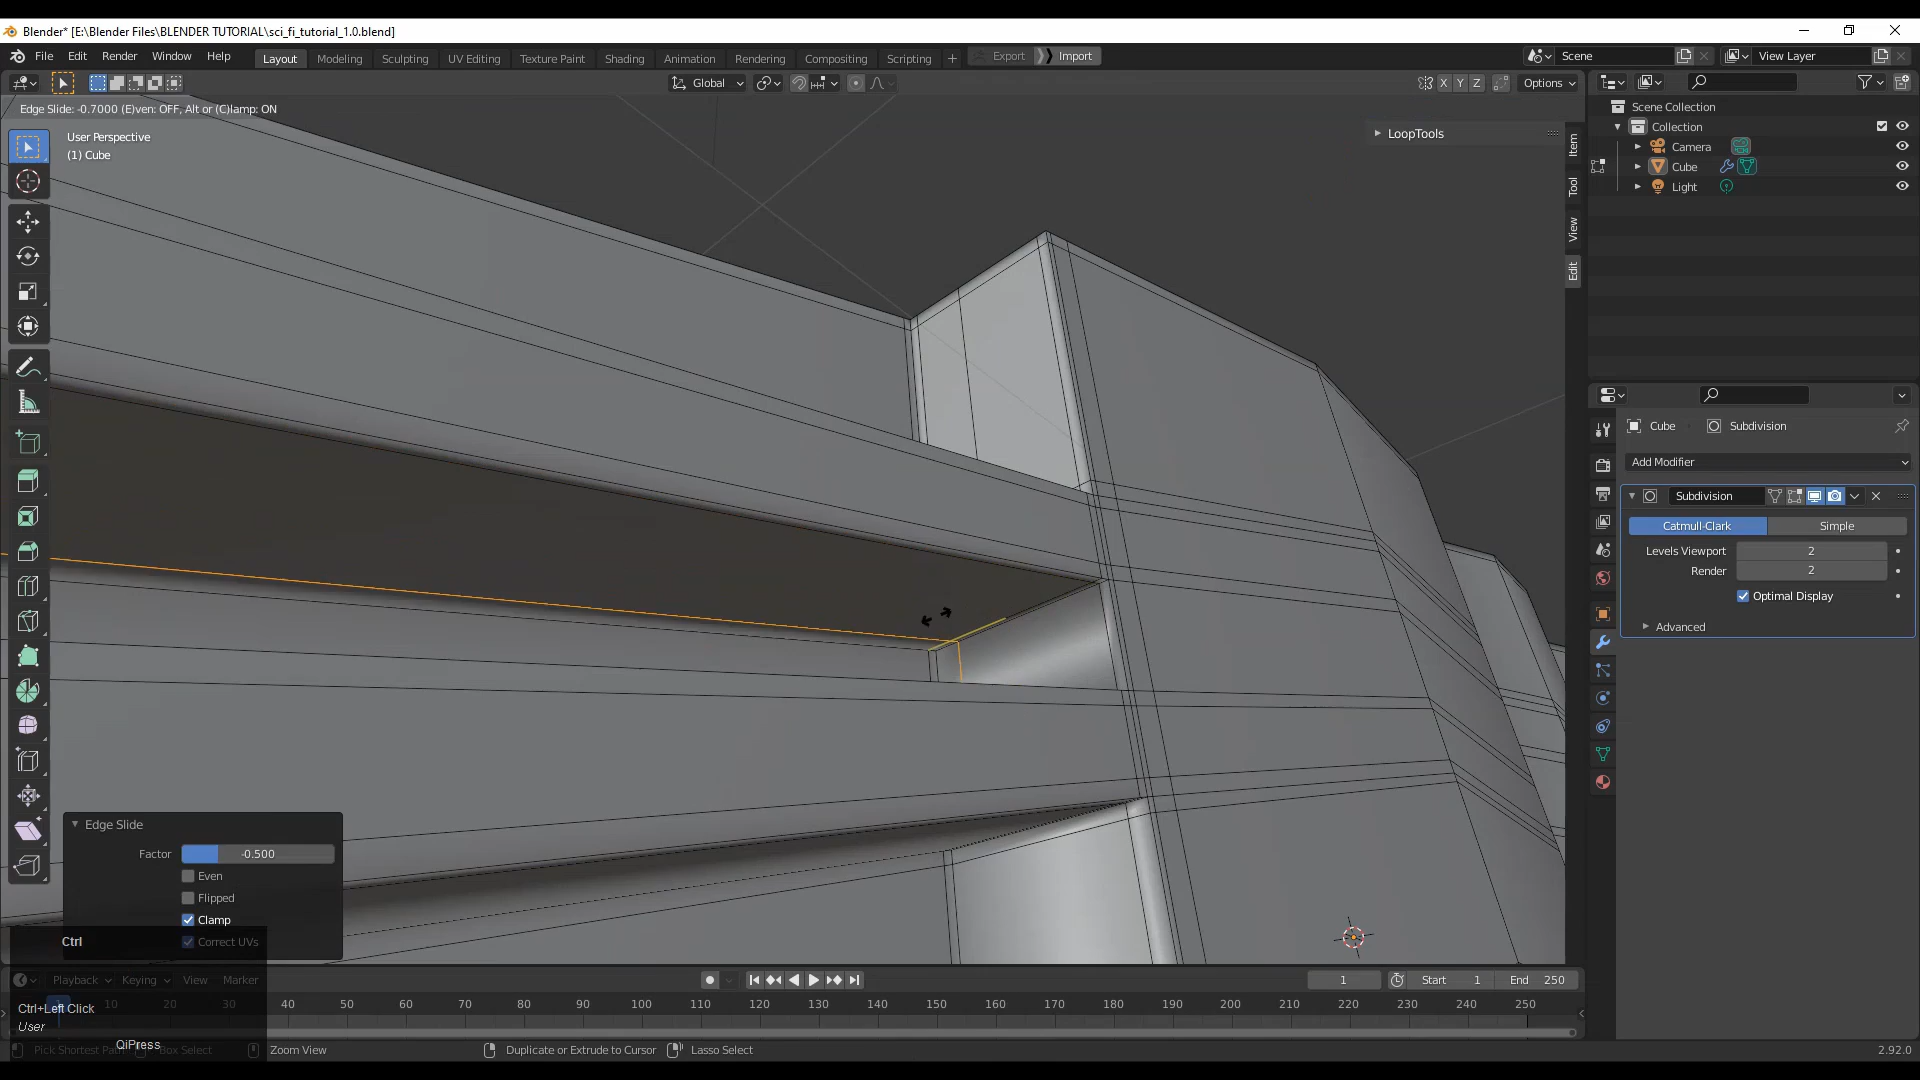 Blender* [E:\Blender Files\BLENDER TUTORIAL\sci_fi_tutorial_1.0.blend]
File Edit Render Window Help Layout Modeling Sculpting UV Editing Texture Paint Shading Animation Rendering Compositing Scripting + Export Import Scene View Layer
Global X Y Z Options
Edge Slide: -0.7000 (E)ven: OFF, Alt or (C)lamp: ON
User Perspective
(1) Cube
LoopTools
Item
Tool
View
Edit
Scene Collection
Collection
Camera
Cube
Light
Cube Subdivision
Add Modifier
Subdivision
Catmull-Clark Simple
Levels Viewport 2
Render 2
Optimal Display
Advanced
Edge Slide
Factor -0.500
Even
Flipped
Clamp
Correct UVs
Ctrl
Playback Keying View Marker 1 Start 1 End 250
1 10 20 30 40 50 60 70 80 90 100 110 120 130 140 150 160 170 180 190 200 210 220 230 240 250
Ctrl+Left Click
User
QiPress
Pick Shortest Path Box Select Zoom View Duplicate or Extrude to Cursor Lasso Select 2.92.0